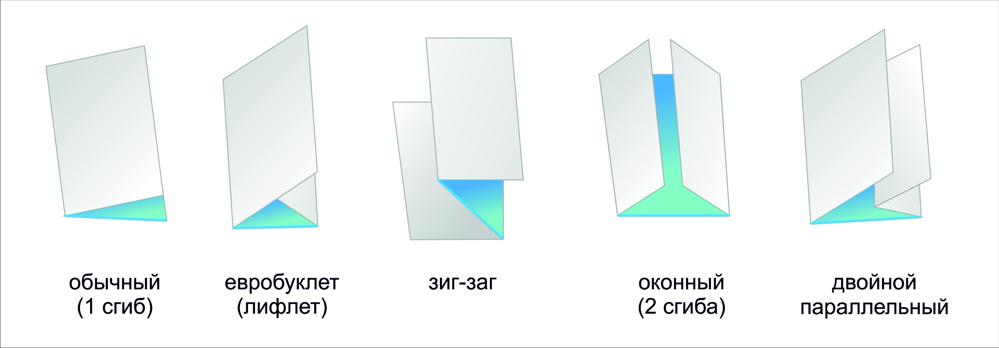 обычный
(1 сгиб)
евробуклет
(лифлет)
зиг-заг
оконный
(2 сгиба)
двойной
параллельный